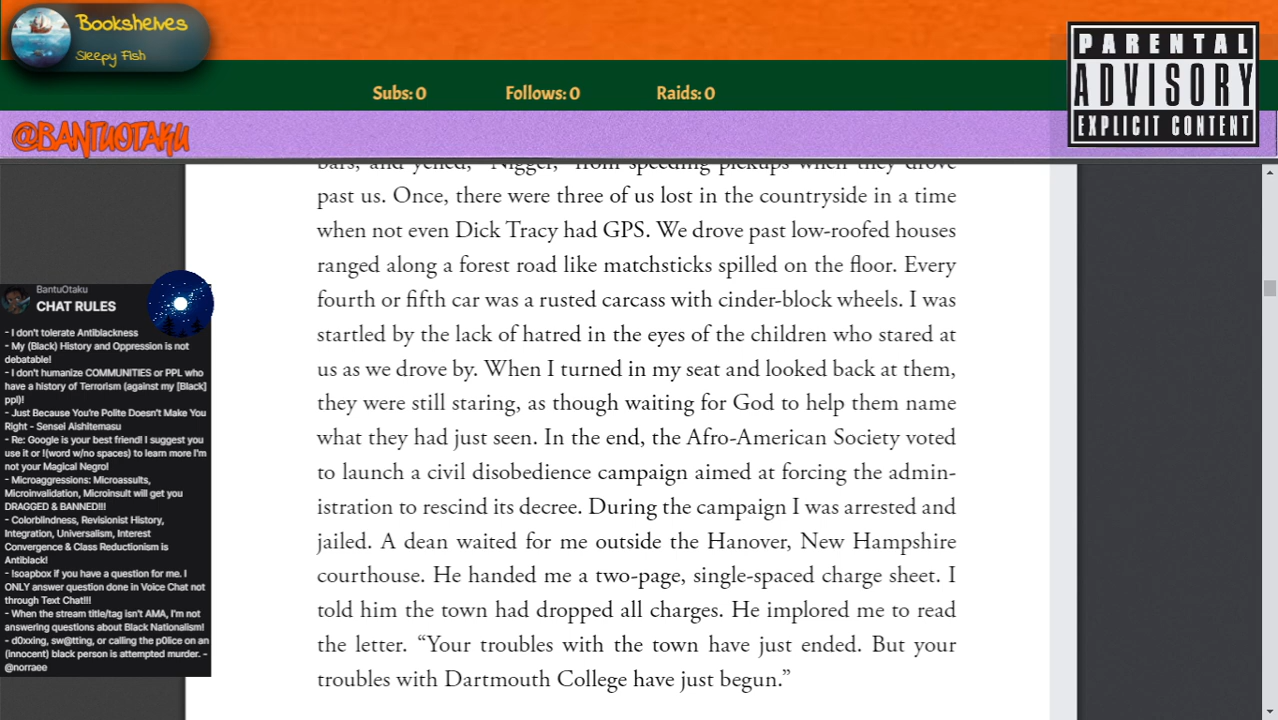 Bookshelves
Sleepy Fish
Subs: 0 Follows: 0 Raids: 0
PARENTAL
ADVISORY
EXPLICIT CONTENT
@BANTUOTAKU
BantuOtaku
CHAT RULES
- I don't tolerate Antiblackness
- My (Black) History and Oppression is not
debatable!
- I don't humanize COMMUNITIES or PPL who
have a history of Terrorism (against my [Black]
ppl)!
- Just Because You're Polite Doesn't Make You
Right - Sensei Aishitemasu
- Re: Google is your best friend! I suggest you
use it or !(word w/no spaces) to learn more I'm
not your Magical Negro!
- Microaggressions: Microassults,
Microinvalidation, Microinsult will get you
DRAGGED & BANNED!!!
- Colorblindness, Revisionist History,
Integration, Universalism, Interest
Convergence & Class Reductionism is
Antiblack!
- !soapbox if you have a question for me. I
ONLY answer question done in Voice Chat not
through Text Chat!!!
- When the stream title/tag isn't AMA, I'm not
answering questions about Black Nationalism!
- d0xxing, sw@tting, or calling the p0lice on an
(innocent) black person is attempted murder. -
@norraee
bars, and yelled, "Nigger," from speeding pickups when they drove
past us. Once, there were three of us lost in the countryside in a time
when not even Dick Tracy had GPS. We drove past low-roofed houses
ranged along a forest road like matchsticks spilled on the floor. Every
fourth or fifth car was a rusted carcass with cinder-block wheels. I was
startled by the lack of hatred in the eyes of the children who stared at
us as we drove by. When I turned in my seat and looked back at them,
they were still staring, as though waiting for God to help them name
what they had just seen. In the end, the Afro-American Society voted
to launch a civil disobedience campaign aimed at forcing the admin-
istration to rescind its decree. During the campaign I was arrested and
jailed. A dean waited for me outside the Hanover, New Hampshire
courthouse. He handed me a two-page, single-spaced charge sheet. I
told him the town had dropped all charges. He implored me to read
the letter. “Your troubles with the town have just ended. But your
troubles with Dartmouth College have just begun.”